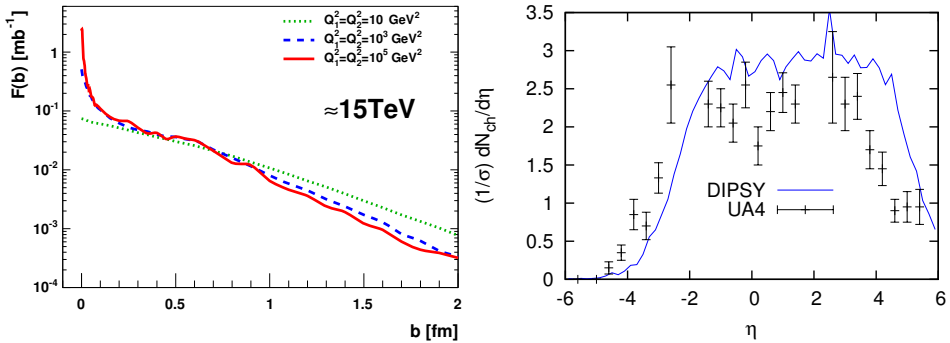 Q₁²=Q₂²=10 GeV²
Q₁²=Q₂²=10³ GeV²
Q₁²=Q₂²=10⁵ GeV²
≈15TeV
F(b) [mb⁻¹]
1
10⁻¹
10⁻²
10⁻³
10⁻⁴
0 0.5 1 1.5 2
b [fm]
(1/σ) dN_ch/dη
3.5
3
2.5
2
1.5
1
0.5
0
DIPSY
UA4
-6 -4 -2 0 2 4 6
η